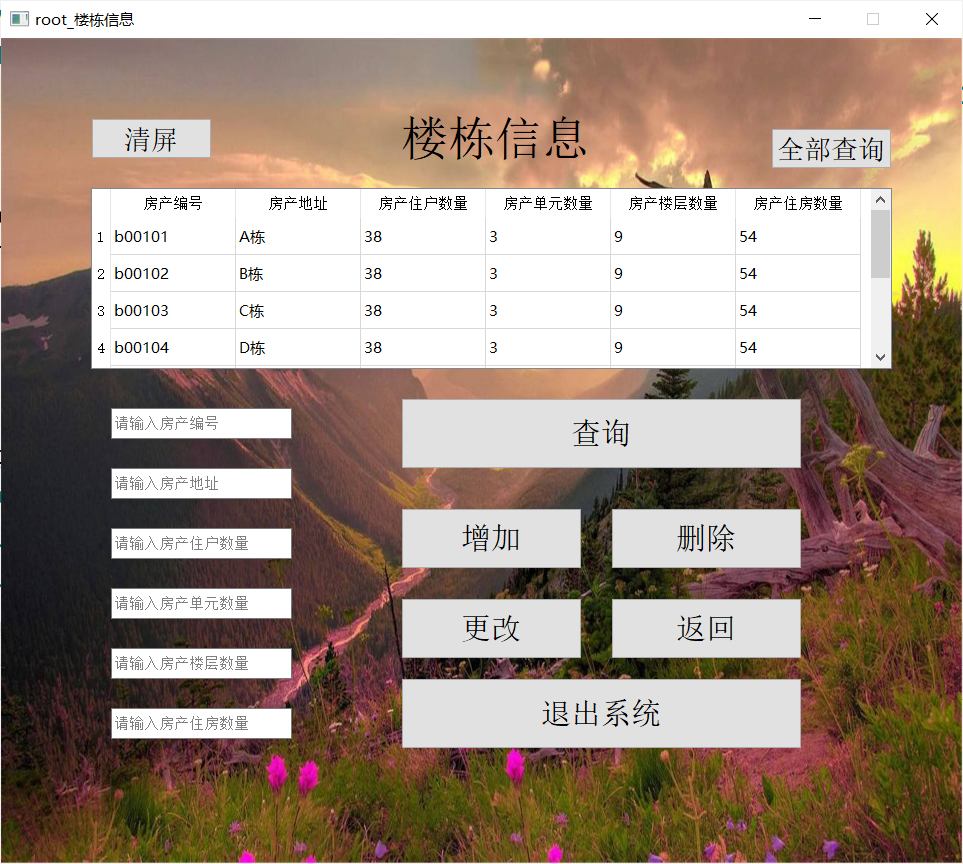 root_楼栋信息
清屏
楼栋信息
全部查询
房产编号 房产地址 房产住户数量 房产单元数量 房产楼层数量 房产住房数量
1 b00101 A栋 38 3 9 54
2 b00102 B栋 38 3 9 54
3 b00103 C栋 38 3 9 54
4 b00104 D栋 38 3 9 54
请输入房产编号
查询
请输入房产地址
请输入房产住户数量
增加 删除
请输入房产单元数量
更改 返回
请输入房产楼层数量
请输入房产住房数量
退出系统